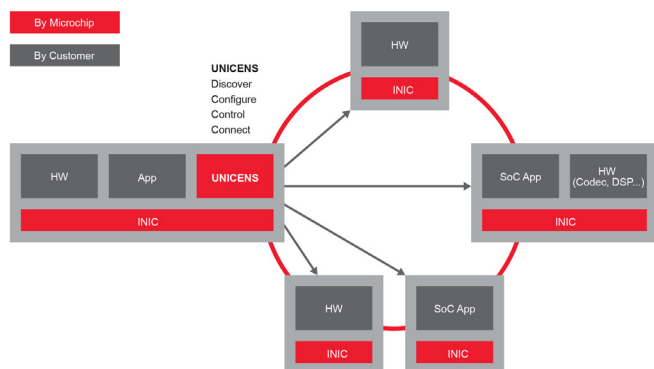 By Microchip
By Customer
UNICENS
Discover
Configure
Control
Connect
HW
INIC
HW
App
UNICENS
INIC
SoC App
HW
(Codec, DSP...)
INIC
HW
INIC
SoC App
INIC